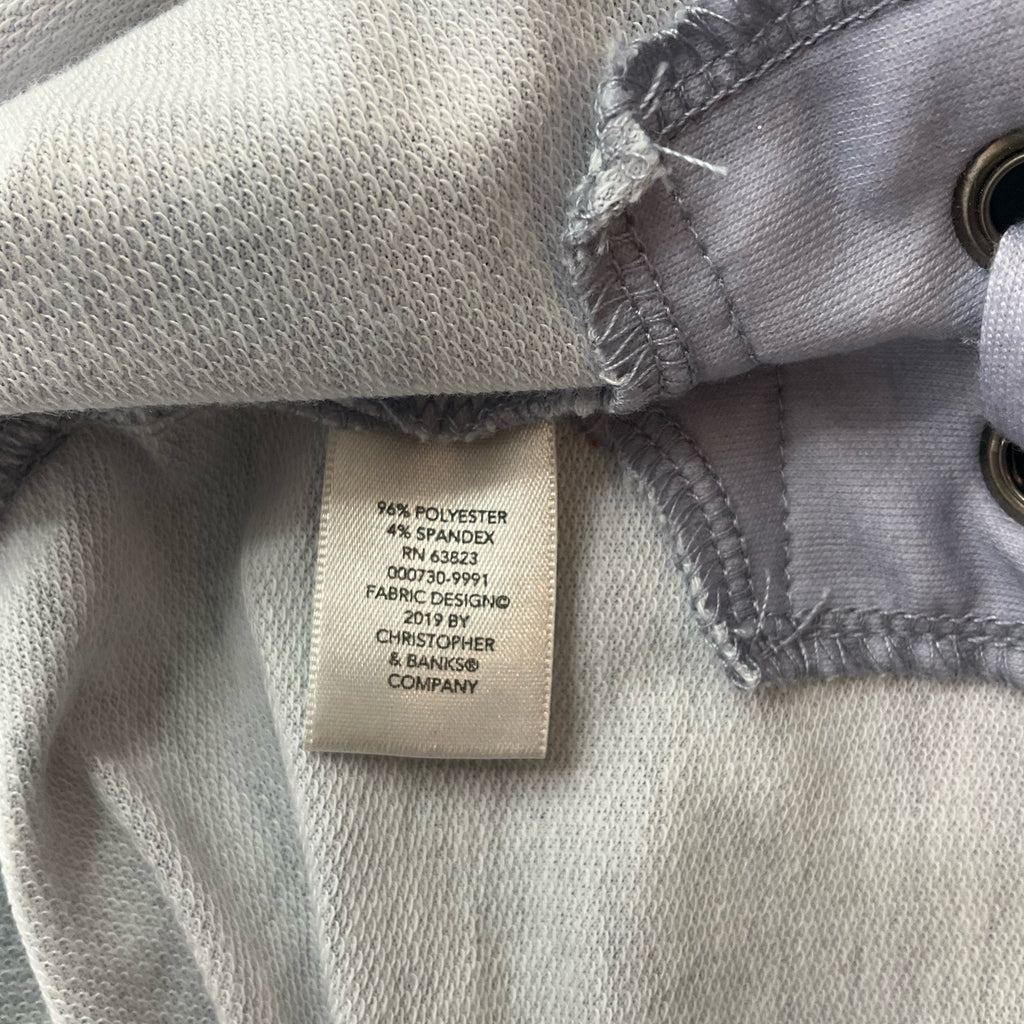 96% POLYESTER
4% SPANDEX
RN 63823
000730-9991
FABRIC DESIGN©
2019 BY
CHRISTOPHER
& BANKS®
COMPANY